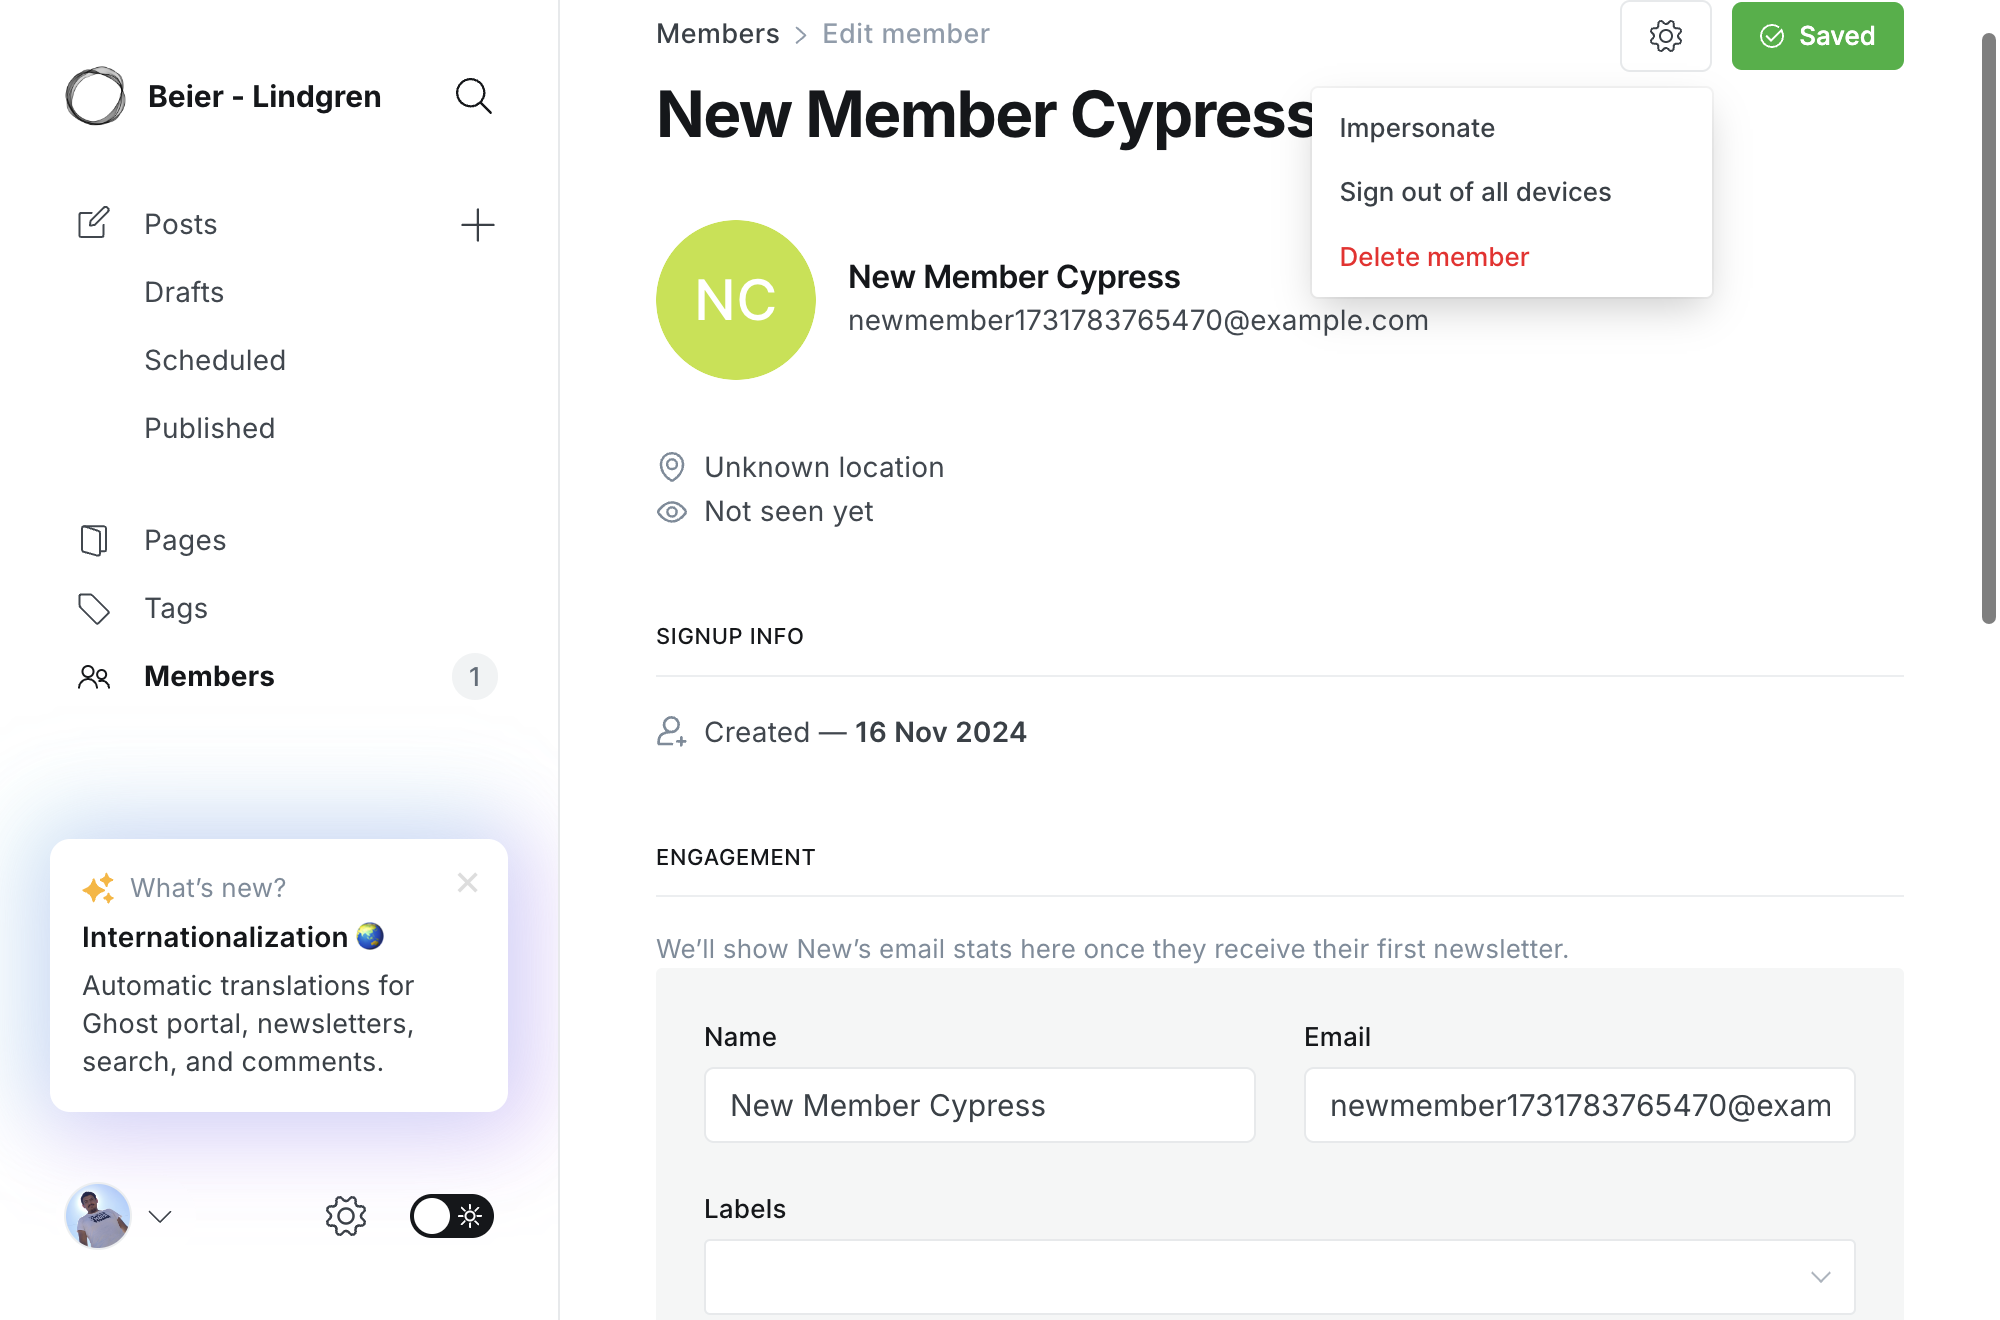 Beier - Lindgren
Posts
Drafts
Scheduled
Published
Pages
Tags
Members
1
What’s new?
Internationalization
Automatic translations for
Ghost portal, newsletters,
search, and comments.
Members > Edit member
Saved
New Member Cypress
Impersonate
Sign out of all devices
Delete member
NC
New Member Cypress
newmember1731783765470@example.com
Unknown location
Not seen yet
SIGNUP INFO
Created — 16 Nov 2024
ENGAGEMENT
We’ll show New’s email stats here once they receive their first newsletter.
Name
Email
New Member Cypress
newmember1731783765470@exam
Labels